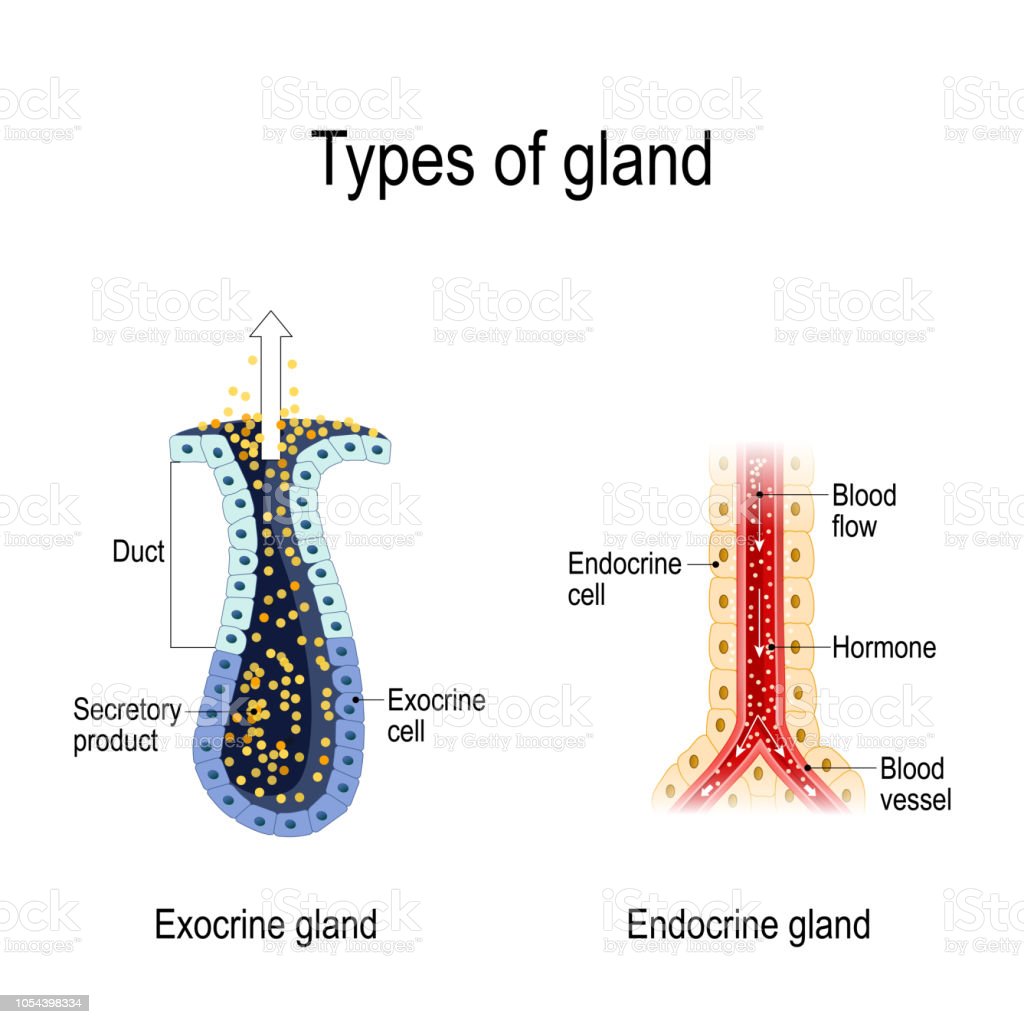 Types of gland
Duct
Secretory
product
Exocrine
cell
Exocrine gland
Endocrine
cell
Blood
flow
Hormone
Blood
vessel
Endocrine gland
iStock
by Getty Images™
1054398334